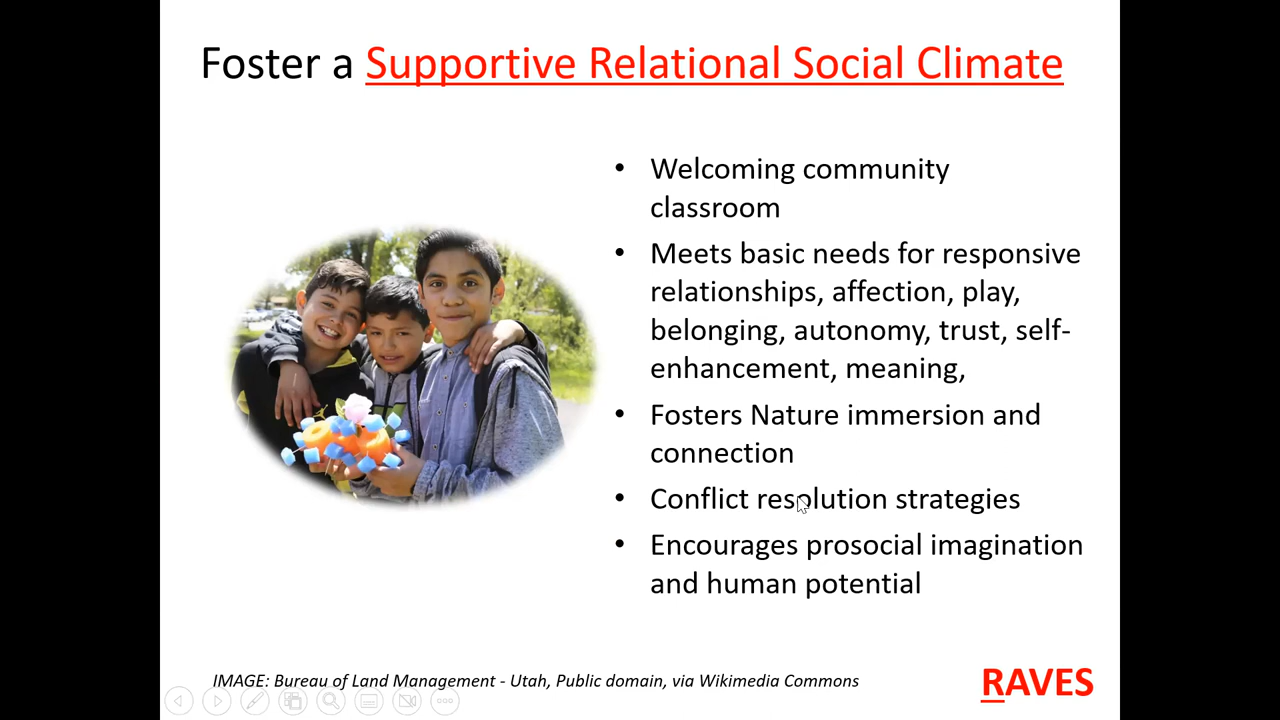 Foster a Supportive Relational Social Climate
• Welcoming community
classroom
• Meets basic needs for responsive
relationships, affection, play,
belonging, autonomy, trust, self-
enhancement, meaning,
• Fosters Nature immersion and
connection
• Conflict resolution strategies
• Encourages prosocial imagination
and human potential
IMAGE: Bureau of Land Management - Utah, Public domain, via Wikimedia Commons
RAVES